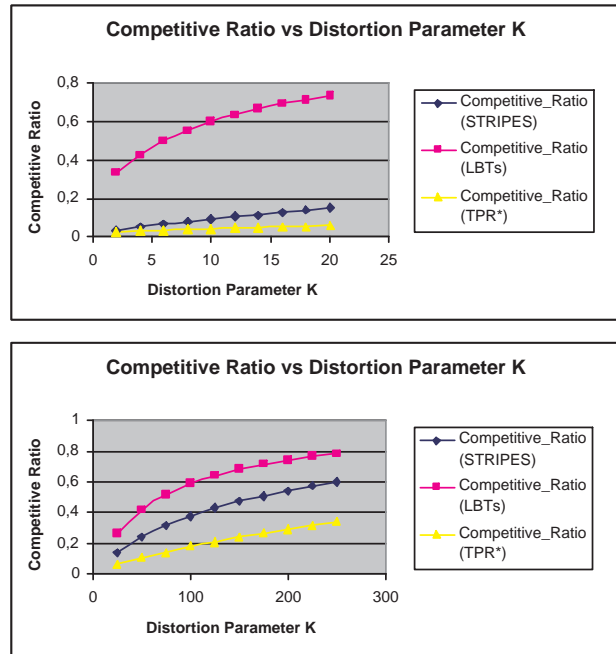 Competitive Ratio vs Distortion Parameter K
0,8
0,6
0,4
0,2
0
0 5 10 15 20 25
Competitive Ratio
Distortion Parameter K
Competitive_Ratio
(STRIPES)
Competitive_Ratio
(LBTs)
Competitive_Ratio
(TPR*)
Competitive Ratio vs Distortion Parameter K
1
0,8
0,6
0,4
0,2
0
0 100 200 300
Competitive Ratio
Distortion Parameter K
Competitive_Ratio
(STRIPES)
Competitive_Ratio
(LBTs)
Competitive_Ratio
(TPR*)